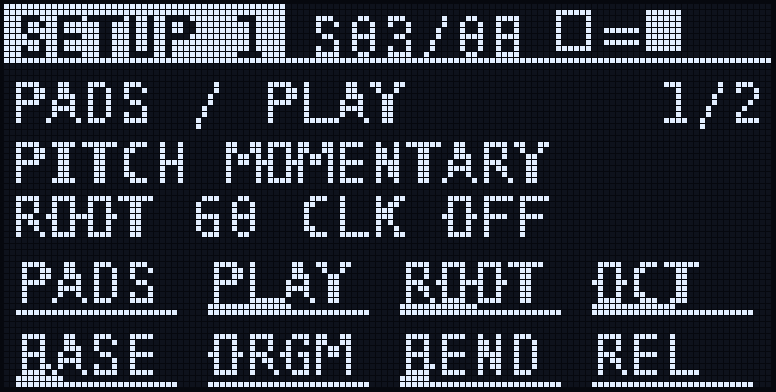 SETUP 1 S03/08 □=■
PADS / PLAY 1/2
PITCH MOMENTARY
ROOT 60 CLK OFF
PADS PLAY ROOT OCT
BASE ORGM BEND REL